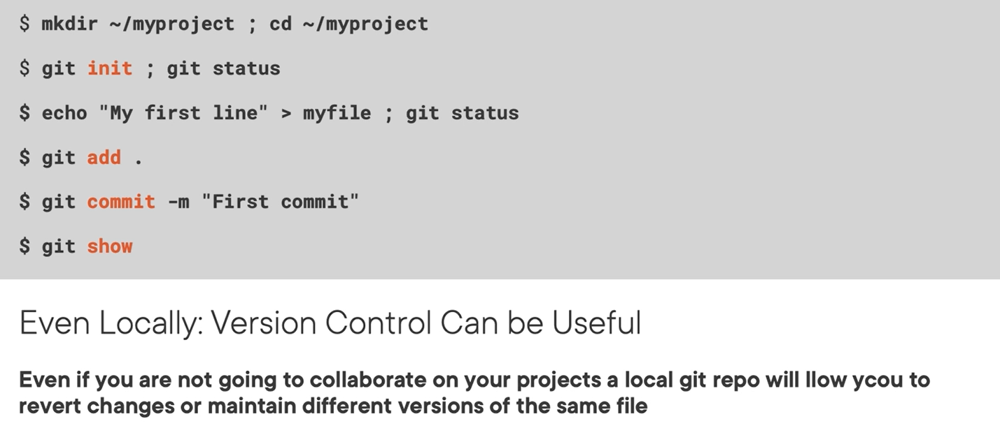 $ mkdir ~/myproject ; cd ~/myproject
$ git init ; git status
$ echo "My first line" > myfile ; git status
$ git add .
$ git commit -m "First commit"
$ git show
Even Locally: Version Control Can be Useful
Even if you are not going to collaborate on your projects a local git repo will llow ycou to
revert changes or maintain different versions of the same file